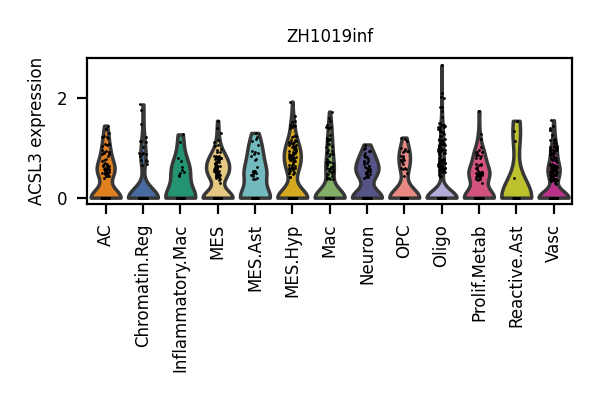 ZH1019inf
ACSL3 expression
2
0
AC
Chromatin.Reg
Inflammatory.Mac
MES
MES.Ast
MES.Hyp
Mac
Neuron
OPC
Oligo
Prolif.Metab
Reactive.Ast
Vasc